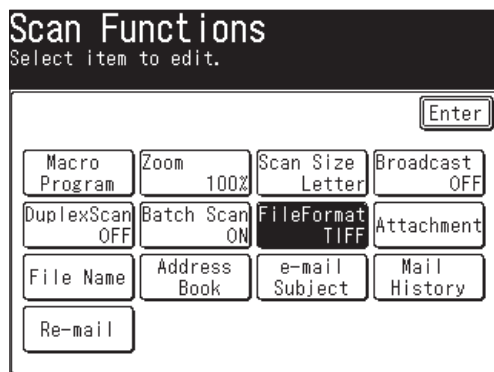 Scan Functions
Select item to edit.
Enter
Macro Program
Zoom 100%
Scan Size Letter
Broadcast OFF
DuplexScan OFF
Batch Scan ON
FileFormat TIFF
Attachment
File Name
Address Book
e-mail Subject
Mail History
Re-mail